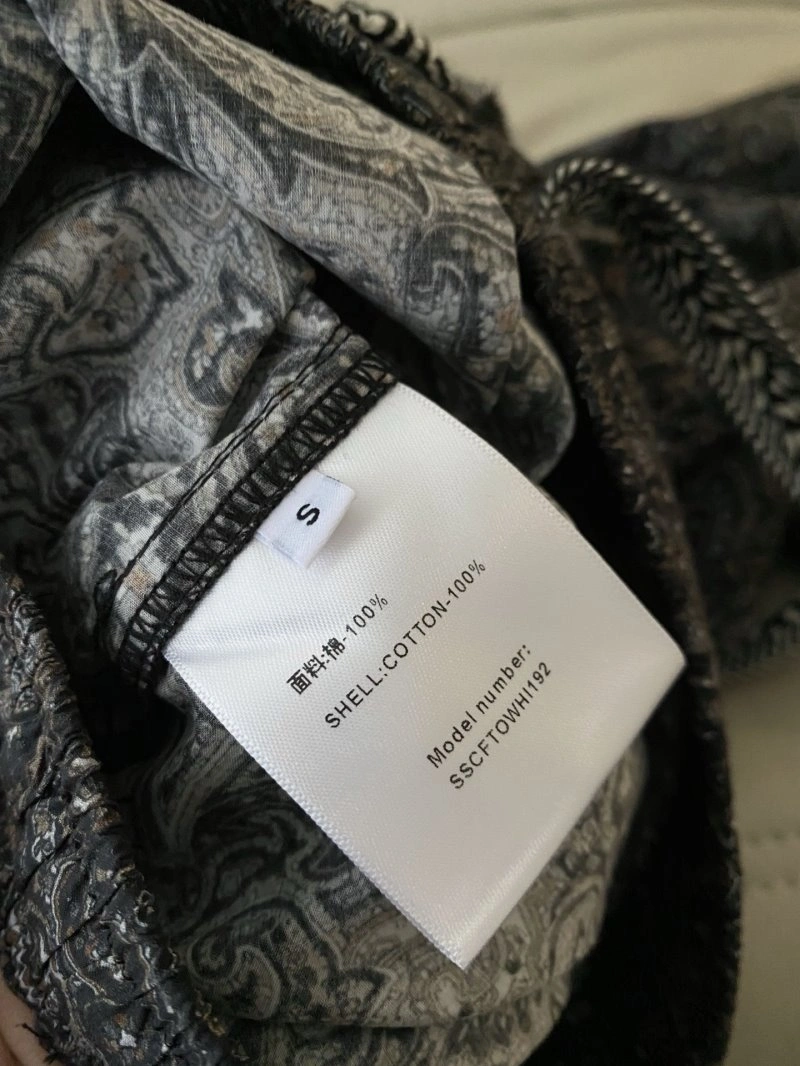 S
面料:棉-100%
SHELL:COTTON-100%
Model number:
SSCFTOWHI192